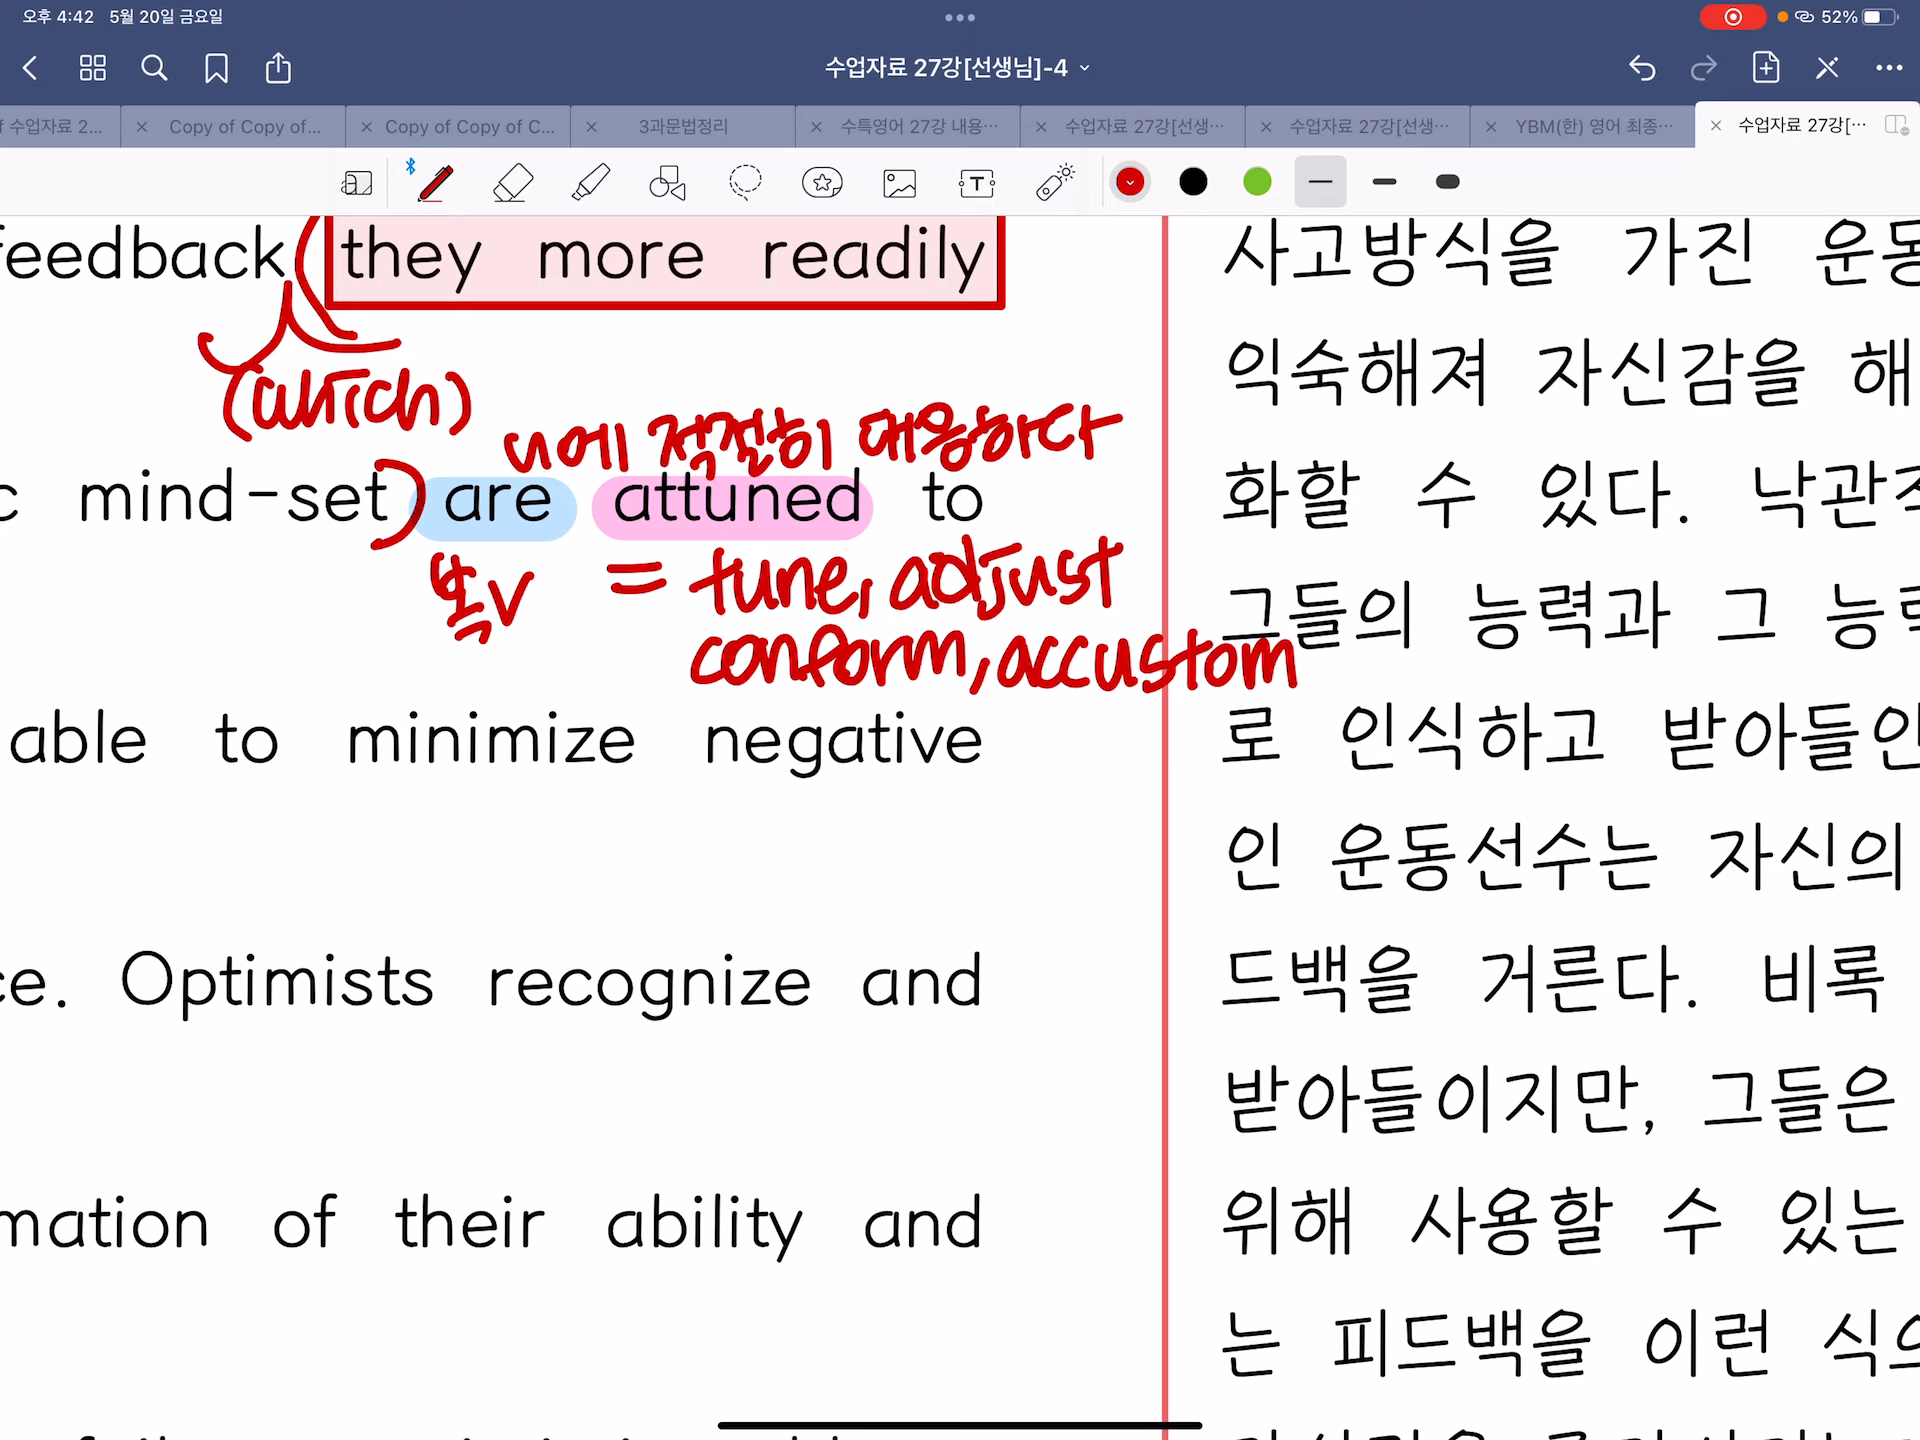 오후 4:42 5월 20일 금요일
52%
수업자료 27강[선생님]-4
수업자료 2...
Copy of Copy of...
Copy of Copy of C...
3과문법정리
수특영어 27강 내용...
수업자료 27강[선생...
수업자료 27강[선생...
YBM(한) 영어 최종...
수업자료 27강[...
feedback they more readily
(which)
~에 적절히 대응하다
c mind-set) are attuned to
복V = tune, adjust
conform, accustom
able to minimize negative
ce. Optimists recognize and
mation of their ability and
사고방식을 가진 운동
익숙해져 자신감을 해
화할 수 있다. 낙관적
그들의 능력과 그 능력
로 인식하고 받아들인
인 운동선수는 자신의
드백을 거른다. 비록
받아들이지만, 그들은
위해 사용할 수 있는
는 피드백을 이런 식으